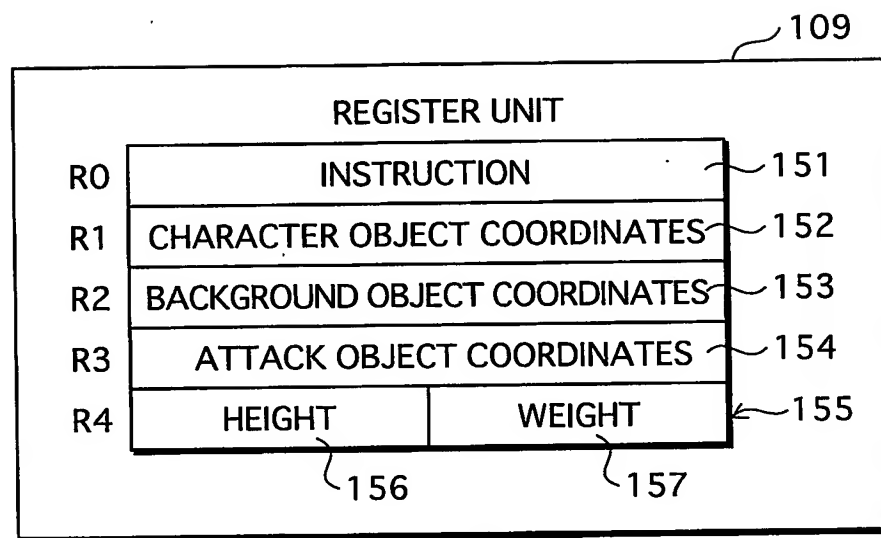 109
REGISTER UNIT
R0 INSTRUCTION 151
R1 CHARACTER OBJECT COORDINATES 152
R2 BACKGROUND OBJECT COORDINATES 153
R3 ATTACK OBJECT COORDINATES 154
R4 HEIGHT WEIGHT 155
156 157